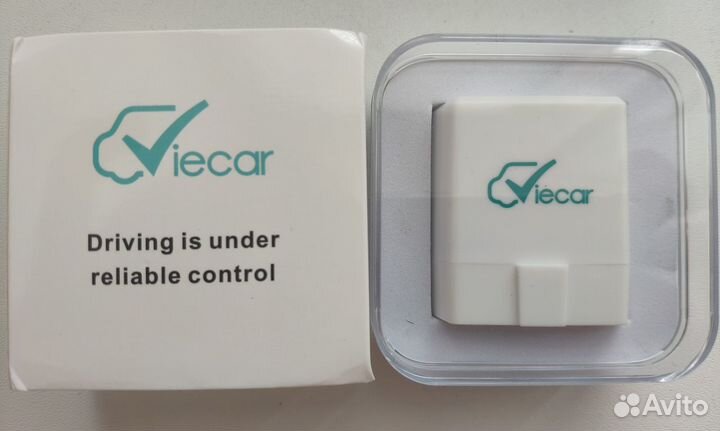 Viecar
Driving is under
reliable control
Viecar
Avito